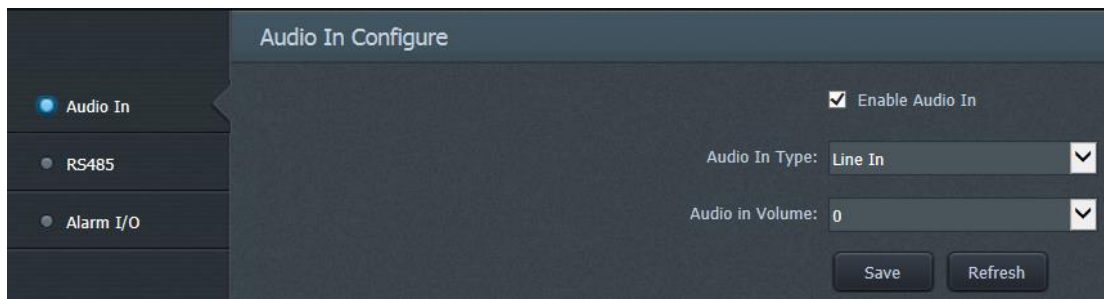 Audio In Configure
Audio In
RS485
Alarm I/O
Enable Audio In
Audio In Type: Line In
Audio in Volume: 0
Save Refresh